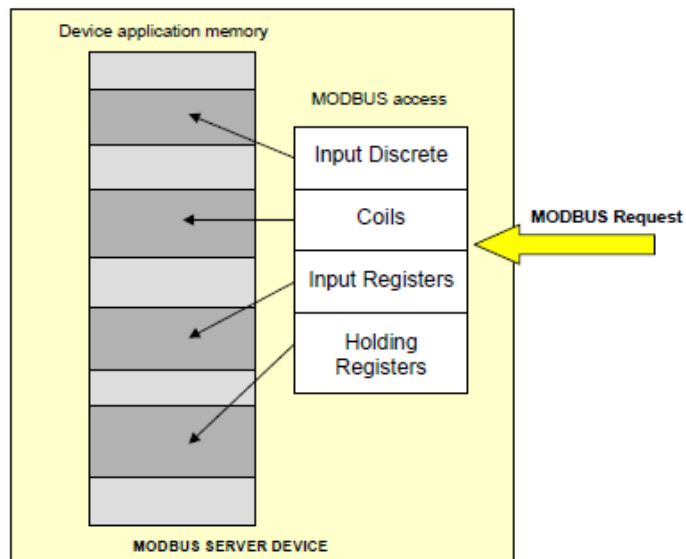 Device application memory
MODBUS access
Input Discrete
Coils
MODBUS Request
Input Registers
Holding
Registers
MODBUS SERVER DEVICE